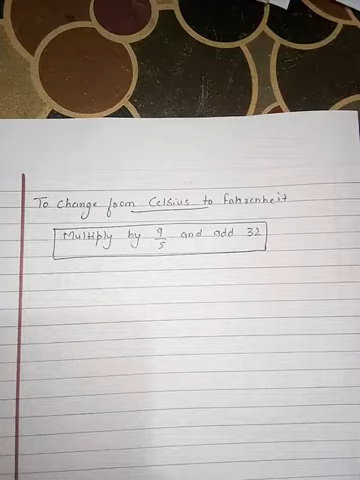 To Change from Celsius to Fahrenheit
Multiply by 9/5 and add 32